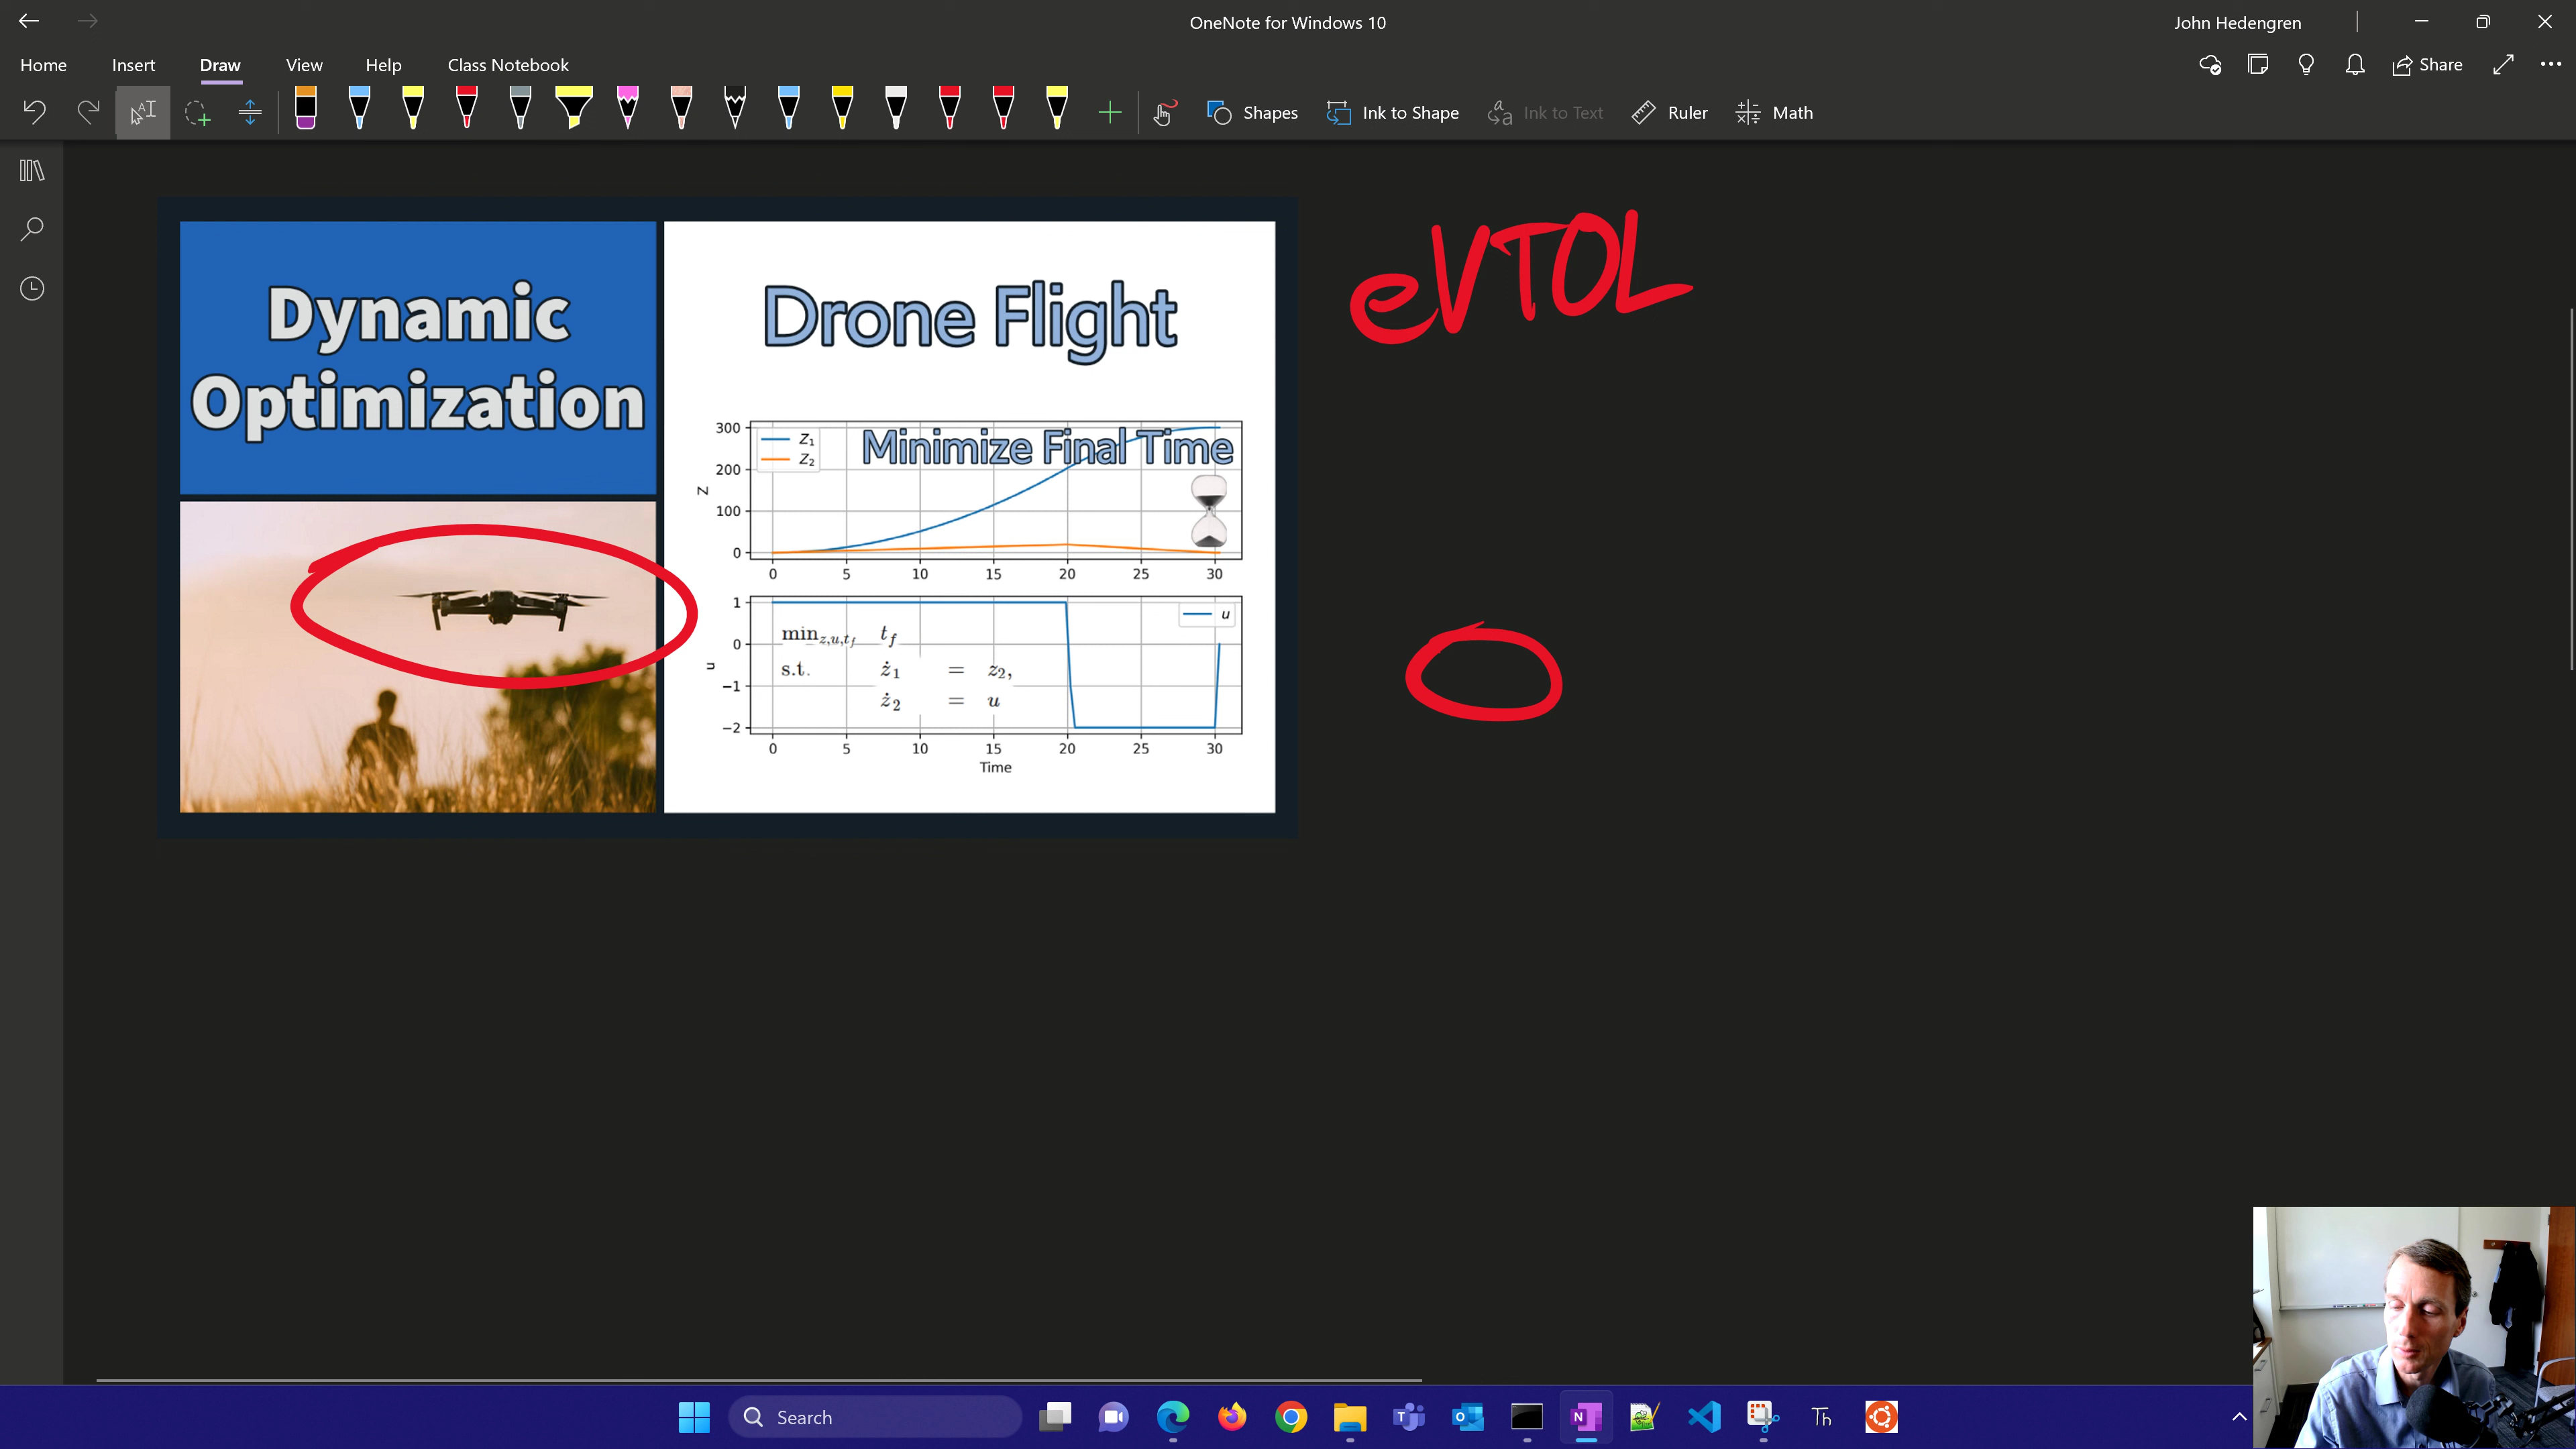 OneNote for Windows 10
John Hedengren
Home Insert Draw View Help Class Notebook
Share
Shapes Ink to Shape Ink to Text Ruler Math
Dynamic
Optimization
Drone Flight
eVTOL
Minimize Final Time
Z₁
Z₂
Z
300
200
100
0
0 5 10 15 20 25 30
u
u
1
0
−1
−2
min_{z,u,t_f} t_f
s.t. ż₁ = z₂,
ż₂ = u
0 5 10 15 20 25 30
Time
Search